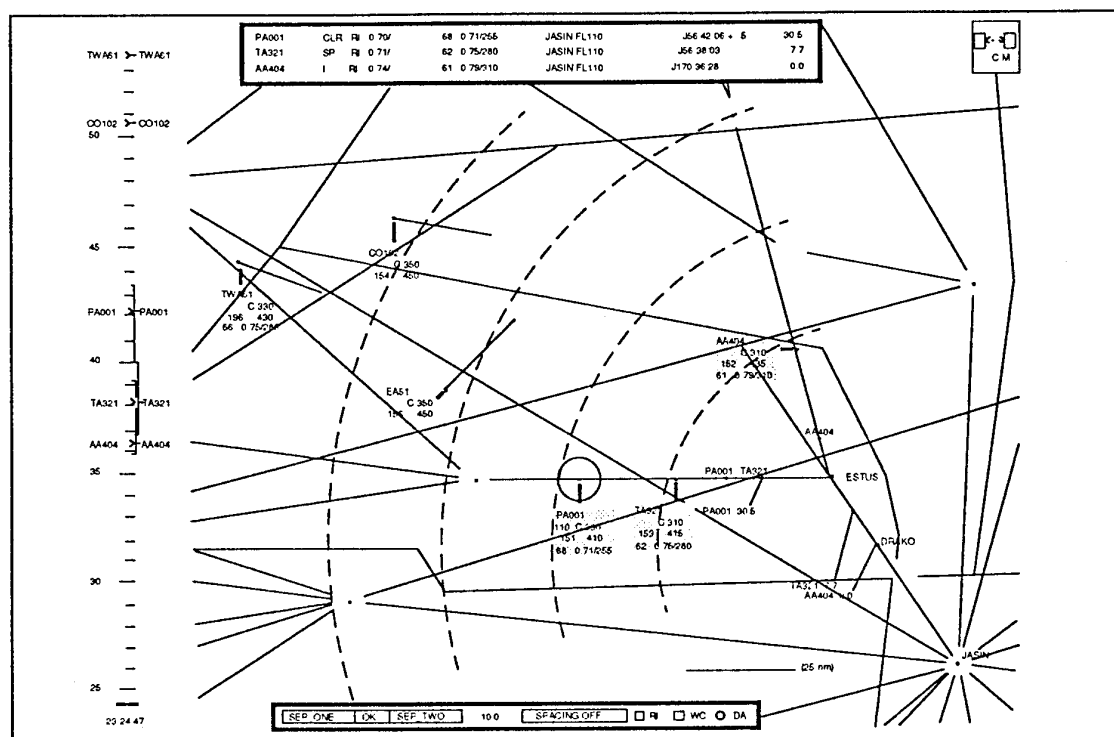 PA001 CLR RI 0 70/ 68 0 71/255 JASIN FL110 J56 42 06 + 5 30 5
TA321 SP RI 0 71/ 62 0 75/280 JASIN FL110 J56 38 03 7 7
AA404 I RI 0 74/ 61 0 79/310 JASIN FL110 J170 36 28 0 0
C M
TWA61 TWA61
CO102 CO102
50
45
PA001 PA001
40
TA321 TA321
AA404 AA404
35
30
25
23 24 47
CO102
C 350
154 450
TWA61
C 330
196 430
66 0 75/280
EA51
C 350
450
AA404
C 310
152
61 0 79/310
AA404
PA001 TA321
ESTUS
PA001 30 5
PA001
110 C
151 410
68 0 71/255
C 310
153 415
62 0 75/280
DRAKO
TA321
AA404
JASIN
(25 nm)
SEP ONE OK SEP TWO 10 0 SPACING OFF RI WC DA